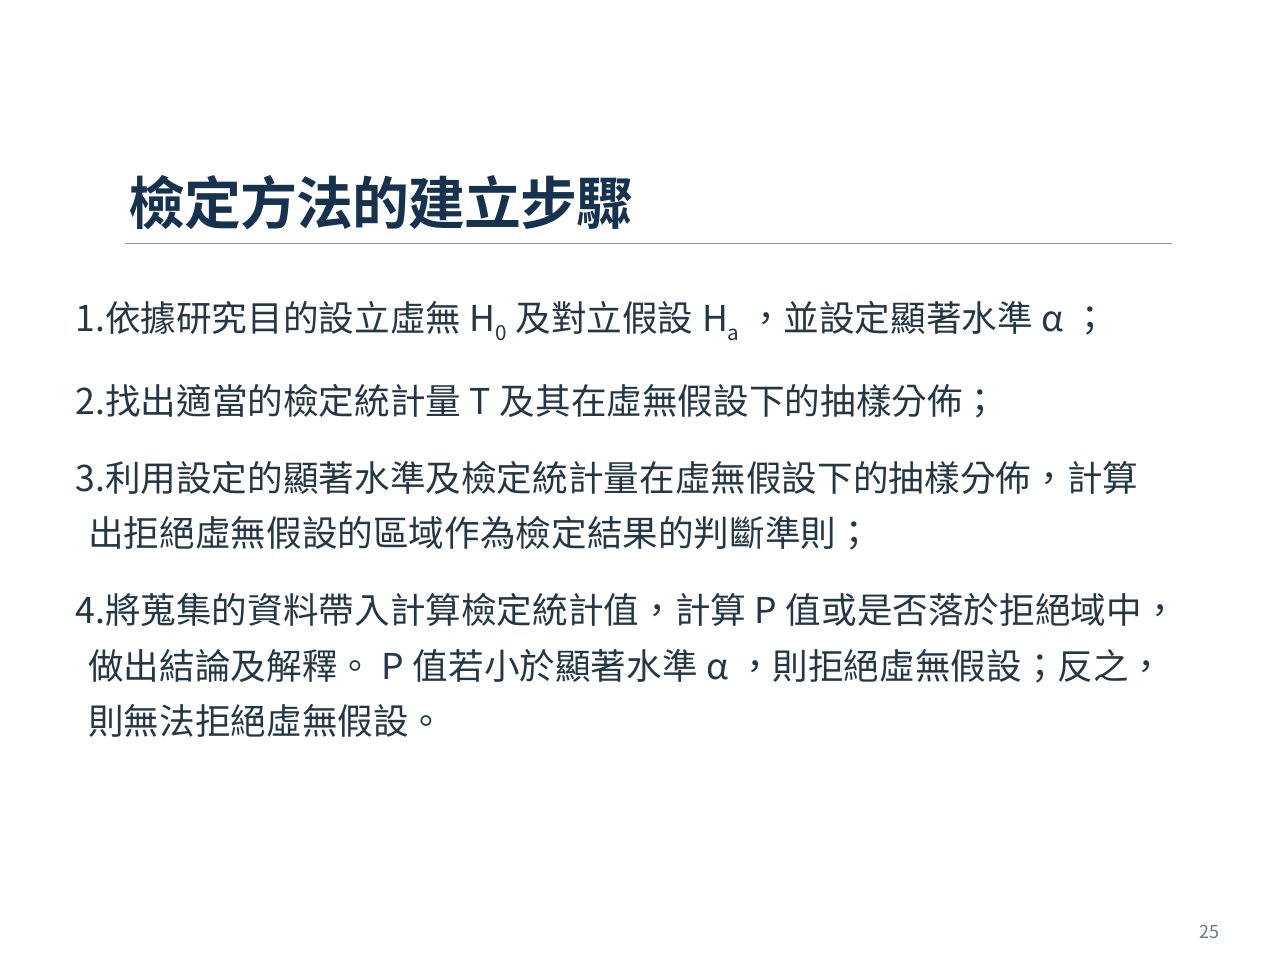 檢定方法的建立步驟
1.依據研究目的設立虛無 H0 及對立假設 Ha ，並設定顯著水準 α ；
2.找出適當的檢定統計量 T 及其在虛無假設下的抽樣分佈；
3.利用設定的顯著水準及檢定統計量在虛無假設下的抽樣分佈，計算
出拒絕虛無假設的區域作為檢定結果的判斷準則；
4.將蒐集的資料帶入計算檢定統計值，計算 P 值或是否落於拒絕域中，
做出結論及解釋。 P 值若小於顯著水準 α ，則拒絕虛無假設；反之，
則無法拒絕虛無假設。
25